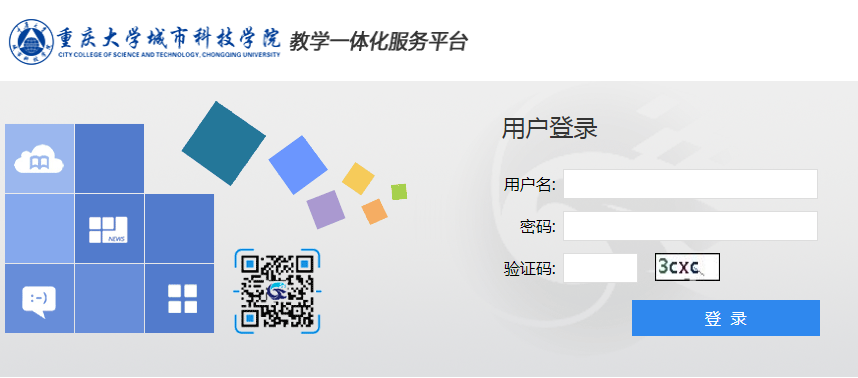 重庆大学城市科技学院 教学一体化服务平台
CITY COLLEGE OF SCIENCE AND TECHNOLOGY, CHONGQING UNIVERSITY
用户登录
用户名:
密码:
验证码: 3cxc
登 录
NEWS
:-)